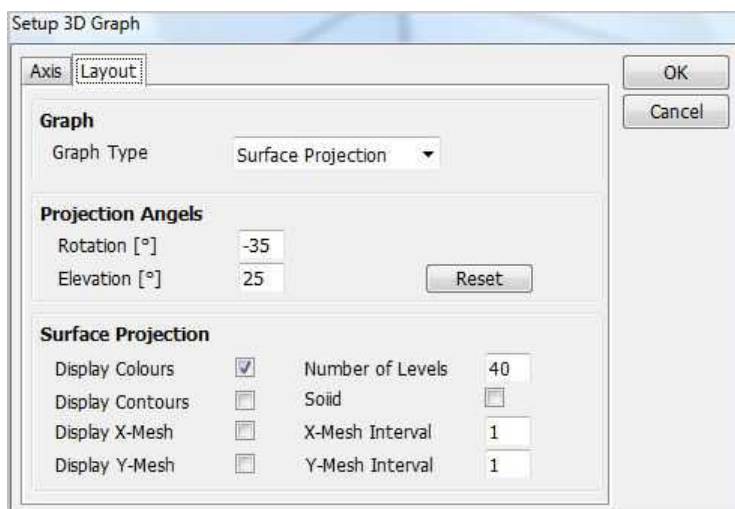 Setup 3D Graph
Axis Layout
OK
Cancel
Graph
Graph Type Surface Projection
Projection Angels
Rotation [°] -35
Elevation [°] 25 Reset
Surface Projection
Display Colours Number of Levels 40
Display Contours Soiid
Display X-Mesh X-Mesh Interval 1
Display Y-Mesh Y-Mesh Interval 1